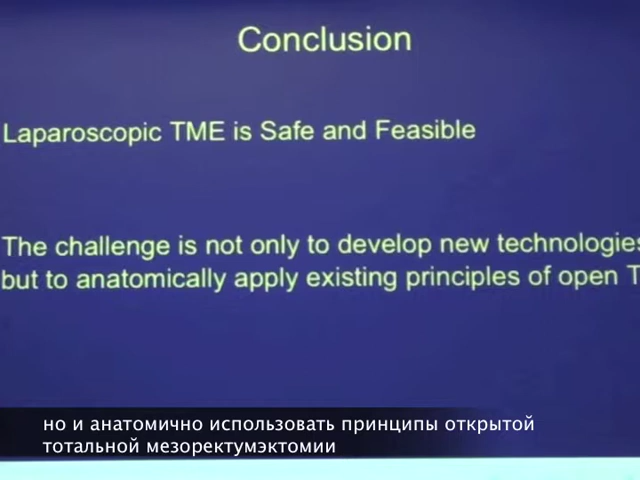 Conclusion
Laparoscopic TME is Safe and Feasible
The challenge is not only to develop new technologies
but to anatomically apply existing principles of open T
но и анатомично использовать принципы открытой
тотальной мезоректумэктомии